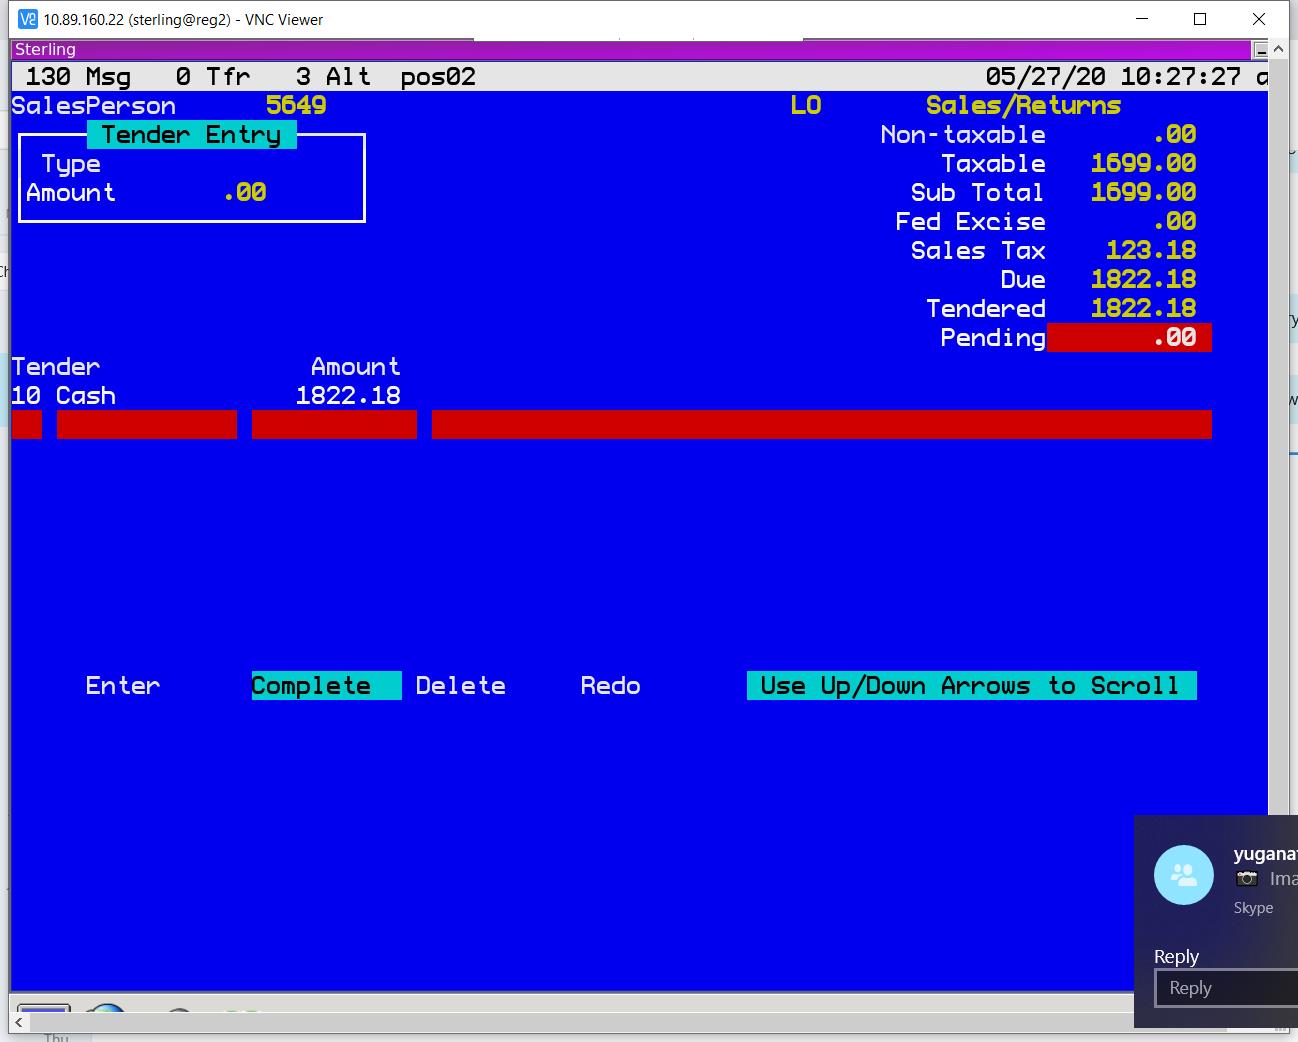 10.89.160.22 (sterling@reg2) - VNC Viewer
Sterling
130 Msg 0 Tfr 3 Alt pos02 05/27/20 10:27:27 a
SalesPerson 5649 LO Sales/Returns
Tender Entry
Type
Amount .00
Non-taxable .00
Taxable 1699.00
Sub Total 1699.00
Fed Excise .00
Sales Tax 123.18
Due 1822.18
Tendered 1822.18
Pending .00
Tender Amount
10 Cash 1822.18
Enter Complete Delete Redo Use Up/Down Arrows to Scroll
yugana
Ima
Skype
Reply
Reply
Thu